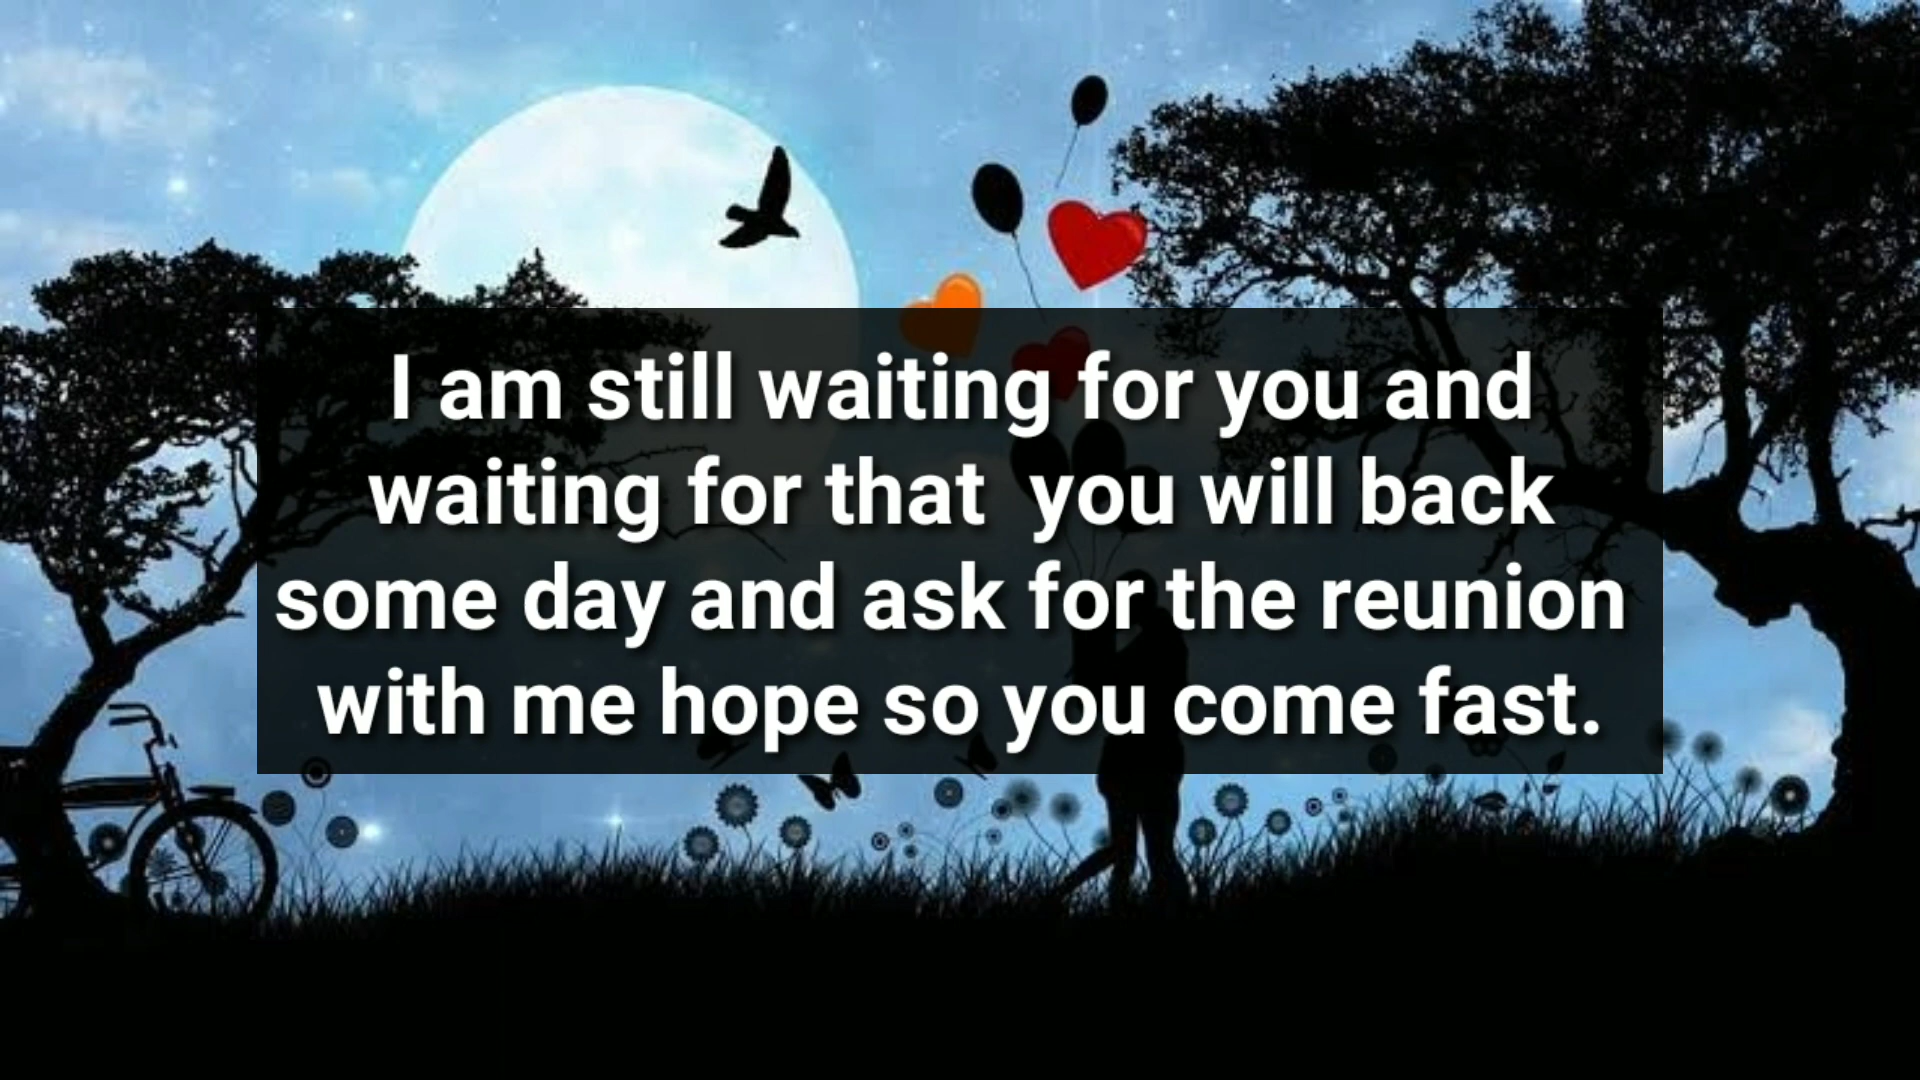 I am still waiting for you and
waiting for that  you will back
some day and ask for the reunion
with me hope so you come fast.